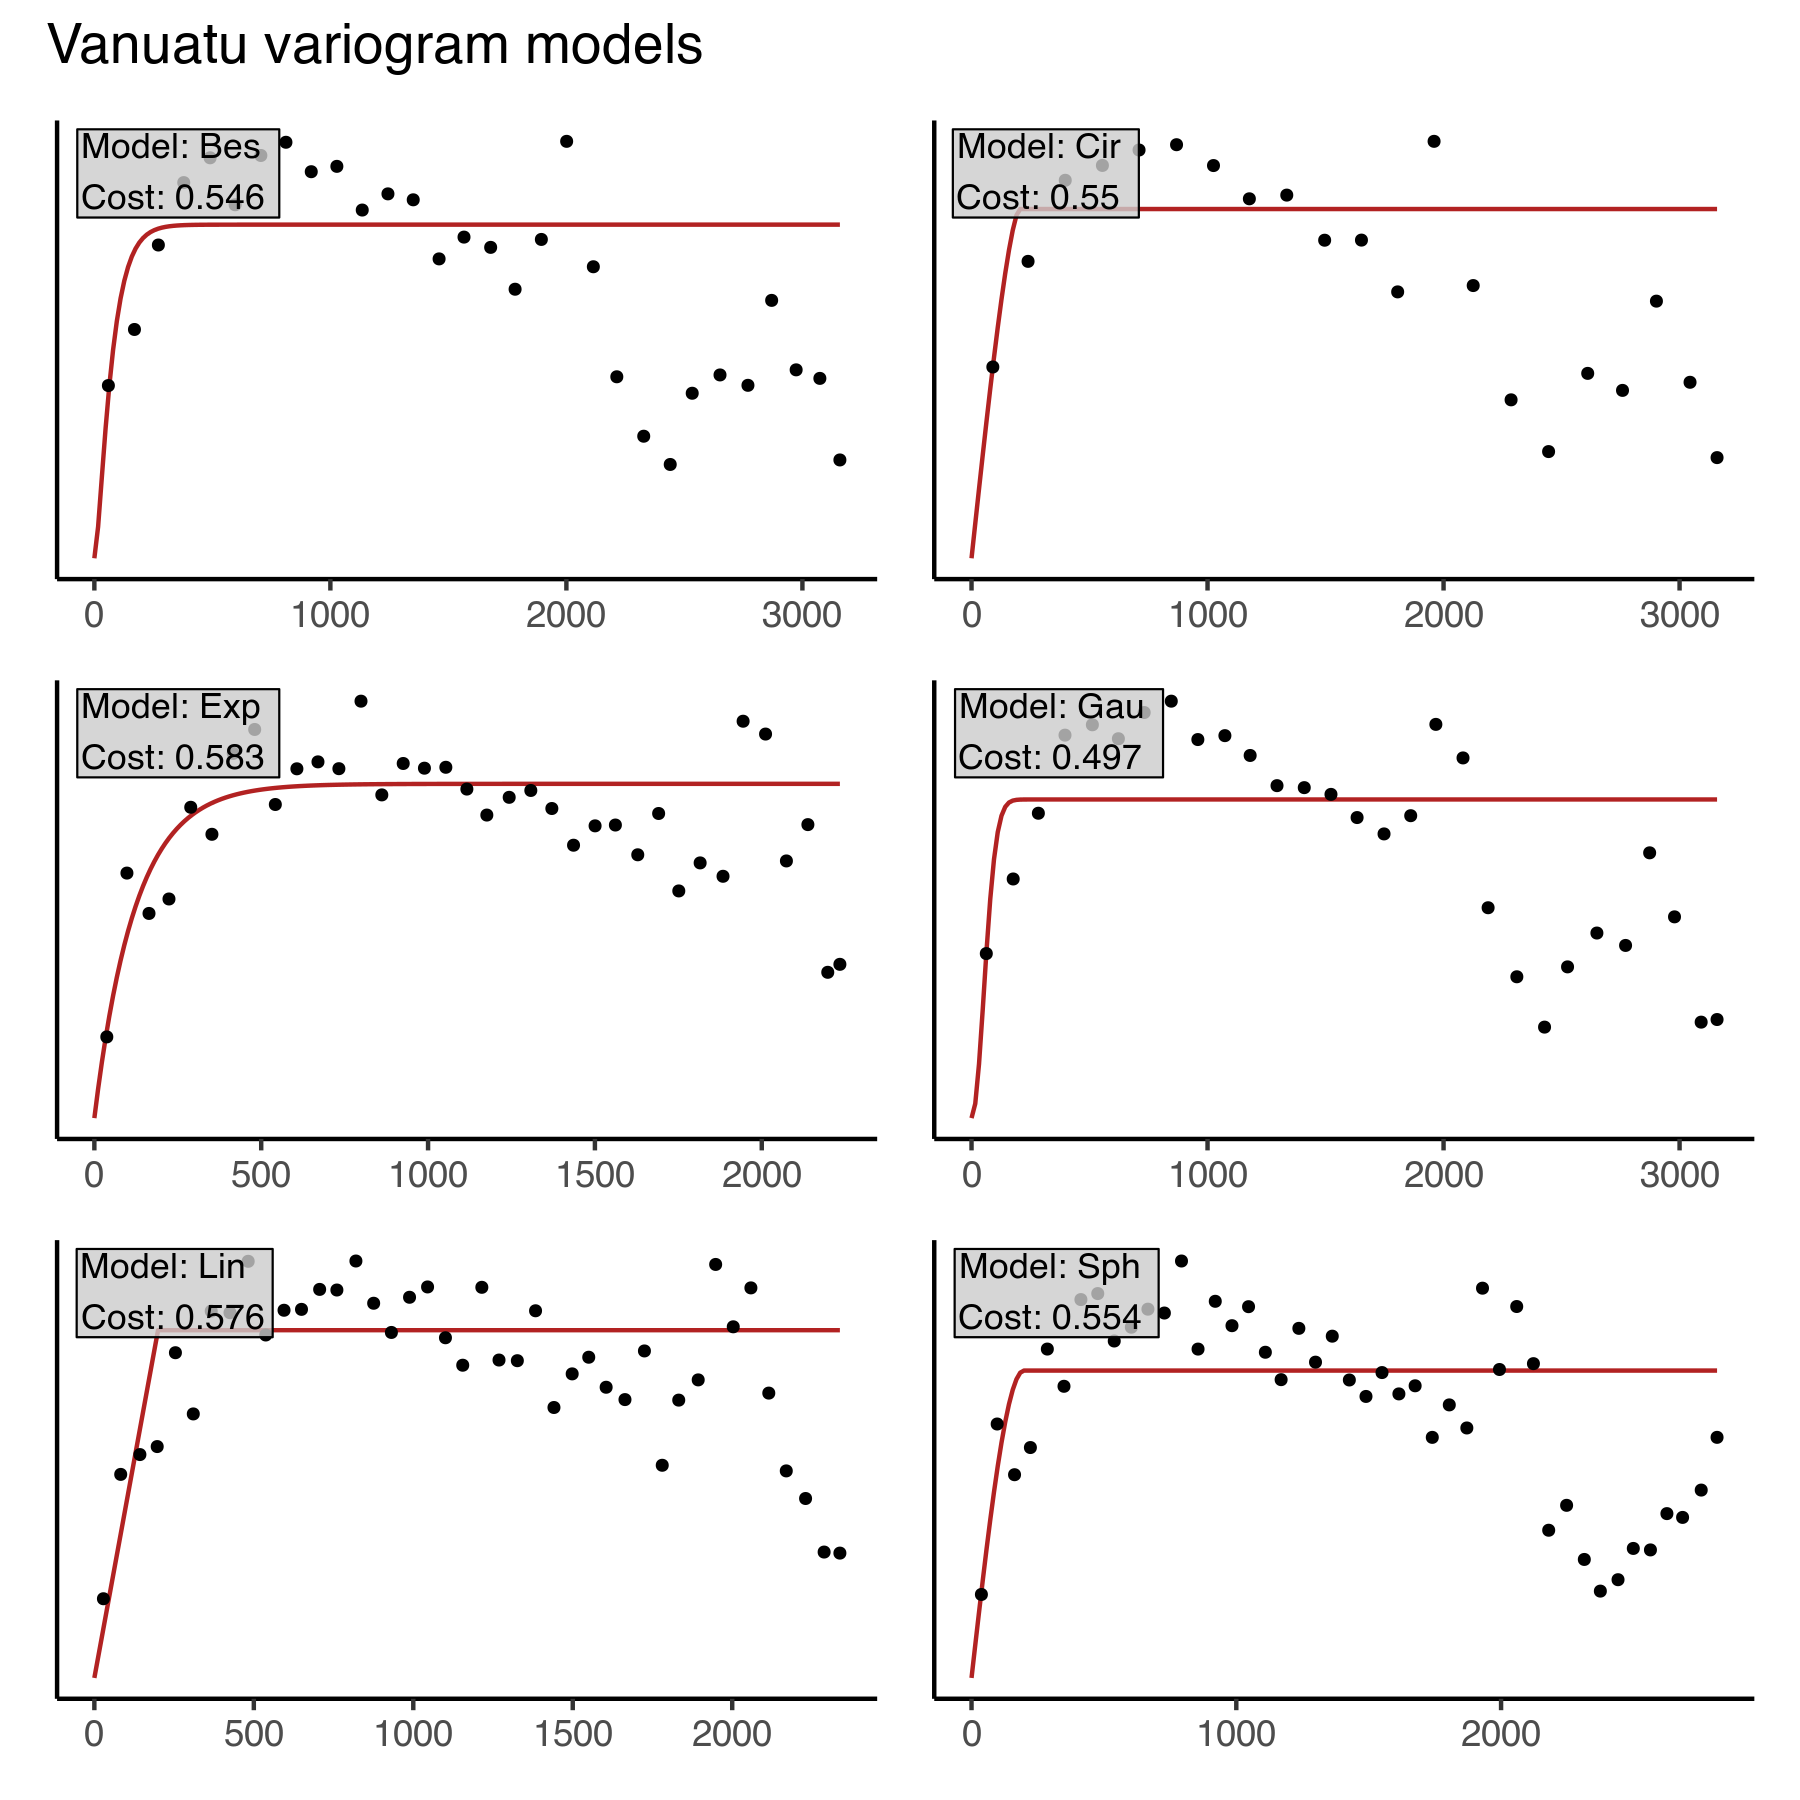 Vanuatu variogram models
Model: Bes
Cost: 0.546
0 1000 2000 3000
Model: Cir
Cost: 0.55
0 1000 2000 3000
Model: Exp
Cost: 0.583
0 500 1000 1500 2000
Model: Gau
Cost: 0.497
0 1000 2000 3000
Model: Lin
Cost: 0.576
0 500 1000 1500 2000
Model: Sph
Cost: 0.554
0 1000 2000